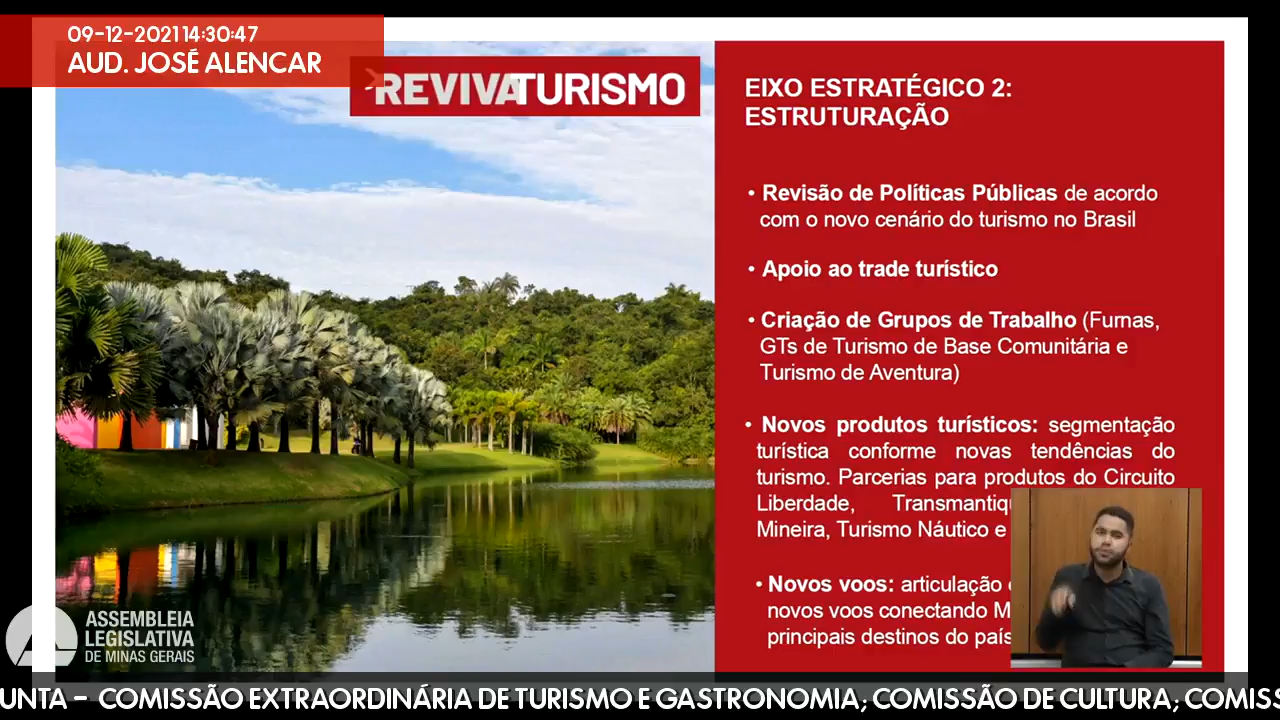 09-12-2021 14:30:47
AUD. JOSÉ ALENCAR
REVIVATURISMO
EIXO ESTRATÉGICO 2:
ESTRUTURAÇÃO
• Revisão de Políticas Públicas de acordo
com o novo cenário do turismo no Brasil
• Apoio ao trade turístico
• Criação de Grupos de Trabalho (Furnas,
GTs de Turismo de Base Comunitária e
Turismo de Aventura)
• Novos produtos turísticos: segmentação
turística conforme novas tendências do
turismo. Parcerias para produtos do Circuito
Liberdade,
Mineira, Turismo Náutico e
• Novos voos: articulação
novos voos conectando
principais destinos do
ASSEMBLEIA
LEGISLATIVA
DE MINAS GERAIS
COMISSÃO EXTRAORDINÁRIA DE TURISMO E GASTRONOMIA; COMISSÃO DE CULTURA;